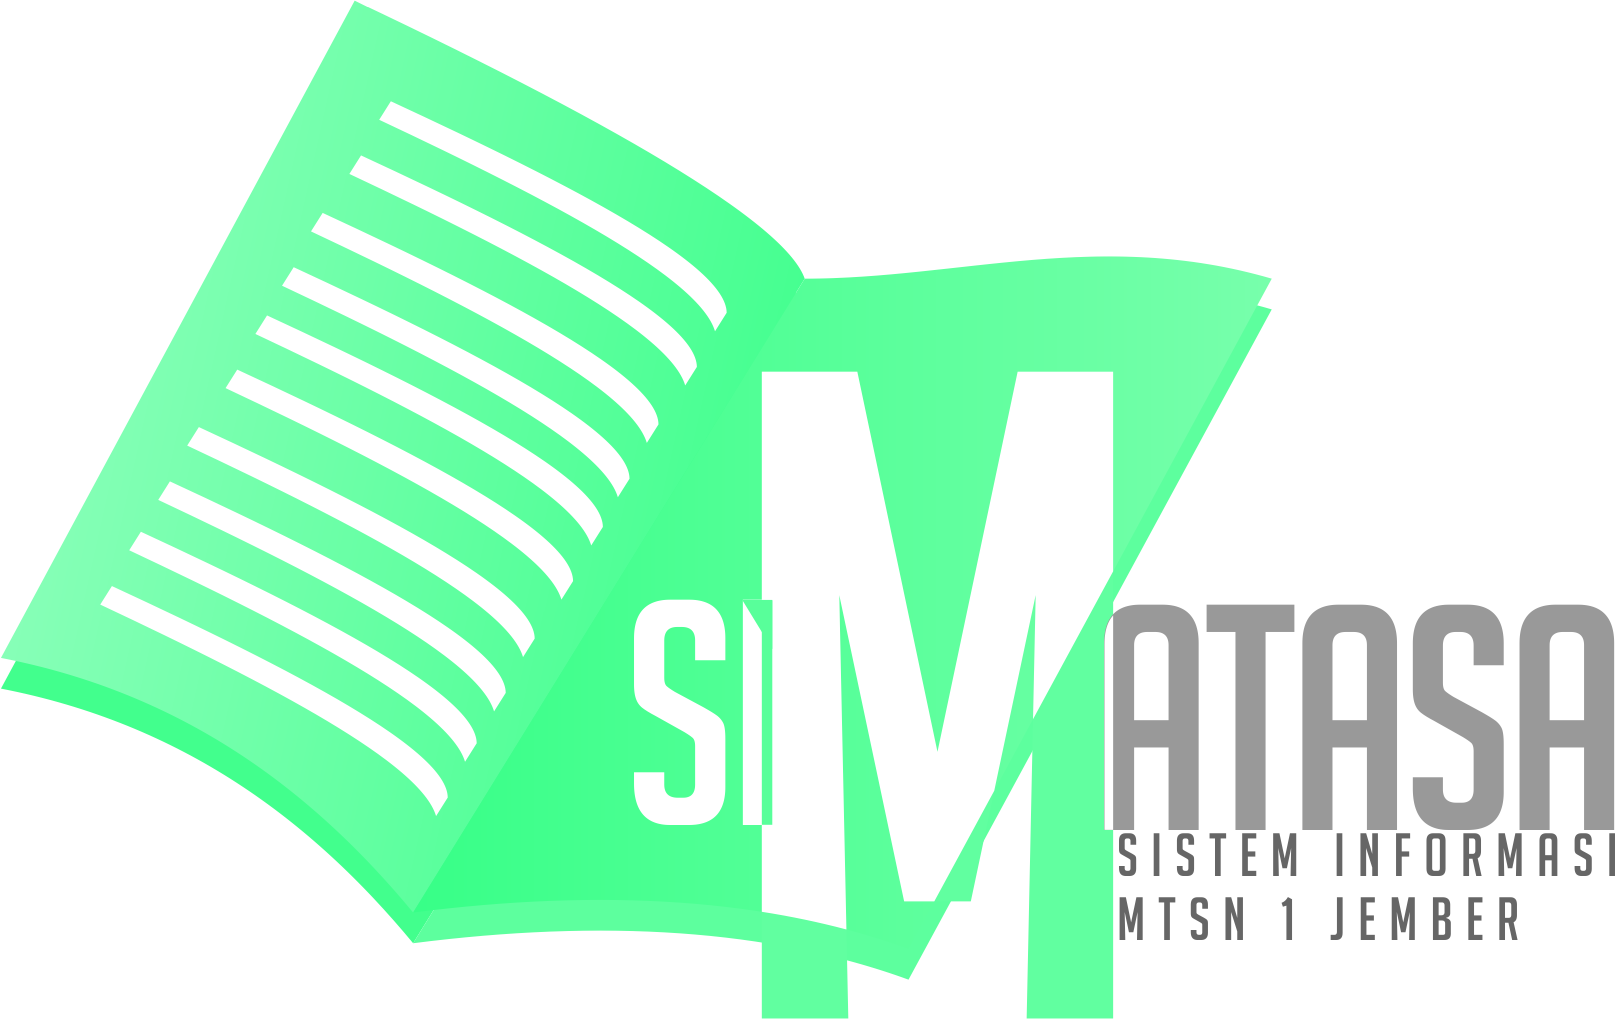 SIMATASA
SISTEM INFORMASI
MTSN 1 JEMBER